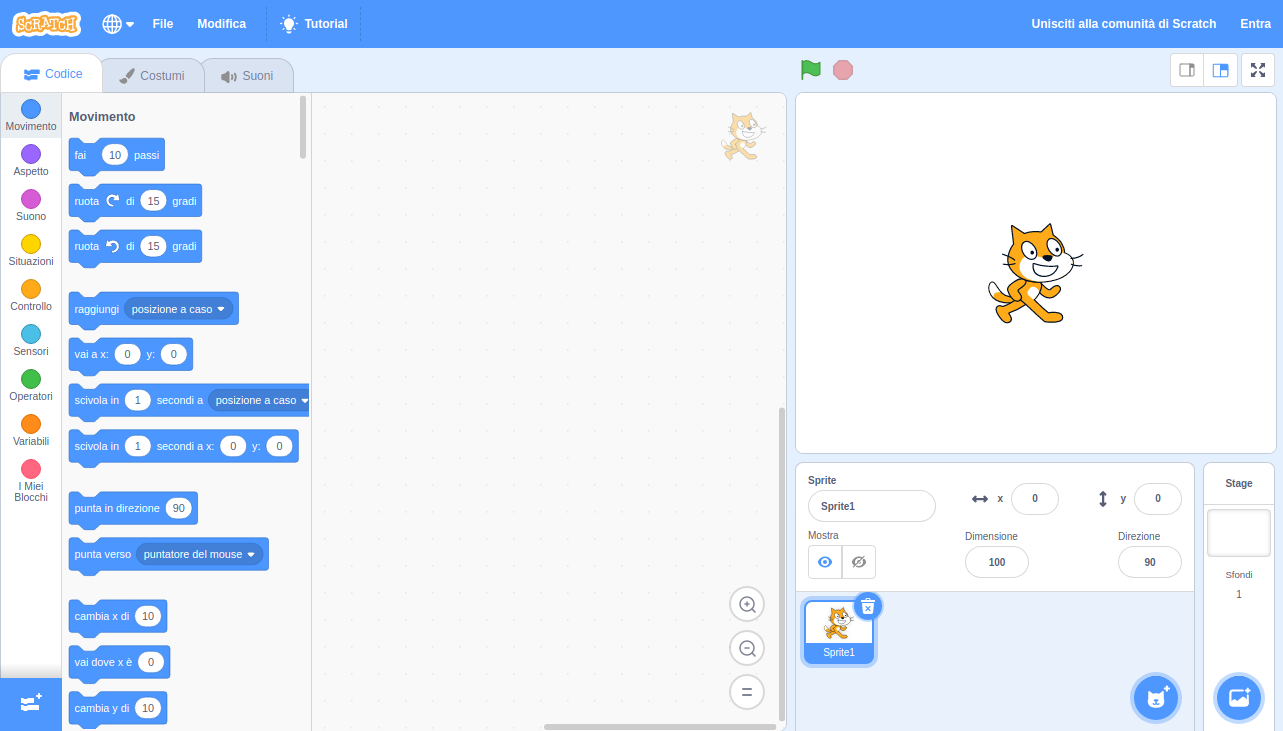 SCRATCH
File
Modifica
Tutorial
Unisciti alla comunità di Scratch
Entra
Codice
Costumi
Suoni
Movimento
Aspetto
Suono
Situazioni
Controllo
Sensori
Operatori
Variabili
I Miei
Blocchi
Movimento
fai 10 passi
ruota di 15 gradi
ruota di 15 gradi
raggiungi posizione a caso
vai a x: 0 y: 0
scivola in 1 secondi a posizione a caso
scivola in 1 secondi a x: 0 y: 0
punta in direzione 90
punta verso puntatore del mouse
cambia x di 10
vai dove x è 0
cambia y di 10
Sprite
Sprite1
x 0
y 0
Mostra
Dimensione
100
Direzione
90
Sprite1
Stage
Sfondi
1